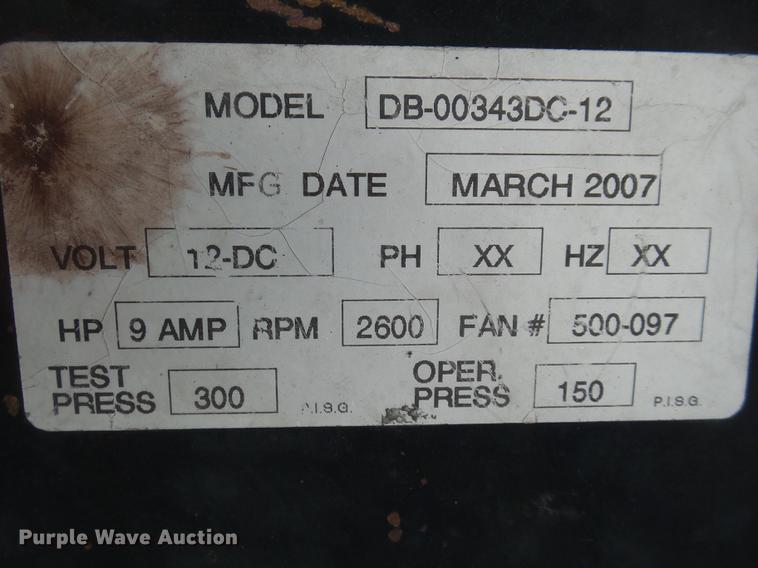 MODEL DB-00343DC-12
MFG DATE MARCH 2007
VOLT 12-DC PH XX HZ XX
HP 9 AMP RPM 2600 FAN # 500-097
TEST PRESS 300 P.I.S.G. OPER. PRESS 150 P.I.S.G.
Purple Wave Auction